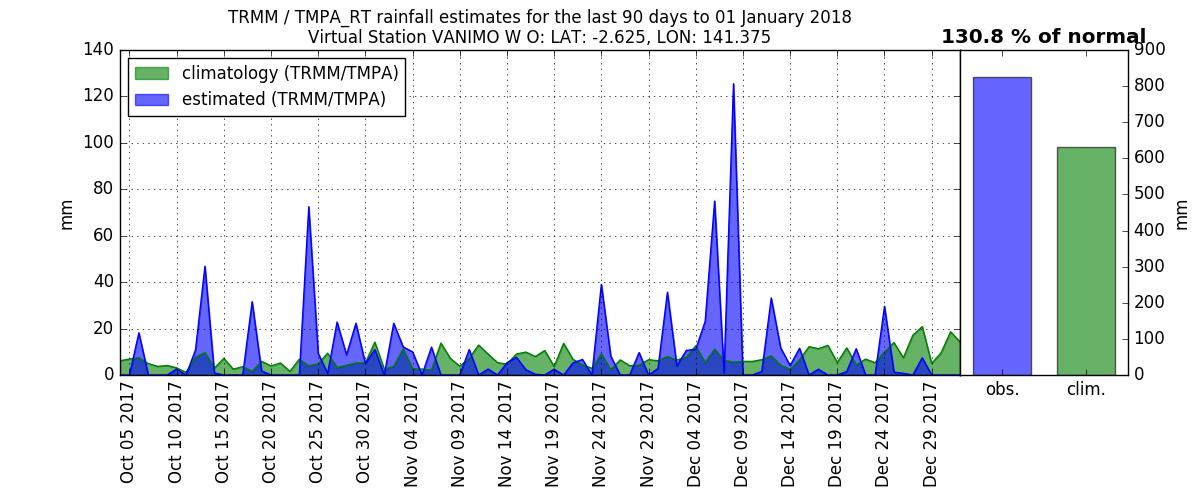 TRMM / TMPA_RT rainfall estimates for the last 90 days to 01 January 2018
Virtual Station VANIMO W O: LAT: -2.625, LON: 141.375
130.8 % of normal
climatology (TRMM/TMPA)
estimated (TRMM/TMPA)
mm
140
120
100
80
60
40
20
0
Oct 05 2017
Oct 10 2017
Oct 15 2017
Oct 20 2017
Oct 25 2017
Oct 30 2017
Nov 04 2017
Nov 09 2017
Nov 14 2017
Nov 19 2017
Nov 24 2017
Nov 29 2017
Dec 04 2017
Dec 09 2017
Dec 14 2017
Dec 19 2017
Dec 24 2017
Dec 29 2017
obs.
clim.
900
800
700
600
500
400
300
200
100
0
mm